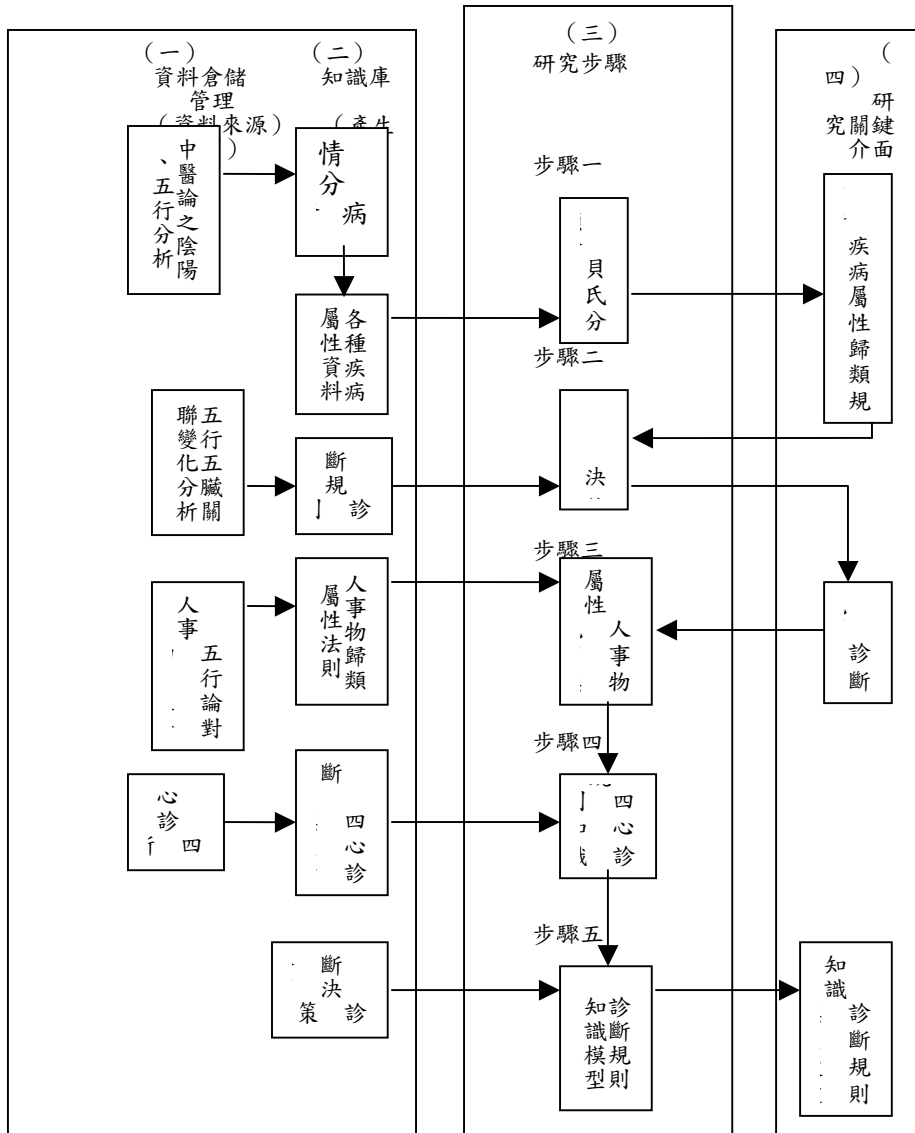 （一）
資料倉儲
管理
（資料來源）
（二）
知識庫
（產生
）
（三）
研究步驟
（
四）
研
究關鍵
介面
中醫論之陰陽
、五行分析
病
情分
各種疾病
屬性資料
步驟一
貝氏分
疾病屬性歸類規
步驟二
五行五臟關
聯變化分析
診
斷規
決
診斷
步驟三
五行論對
人事
人事物歸類
屬性法則
人事物
屬性
步驟四
四
心診
四心診
斷
四心診
步驟五
診
斷決
策
診斷規則
知識模型
診斷規則
知識